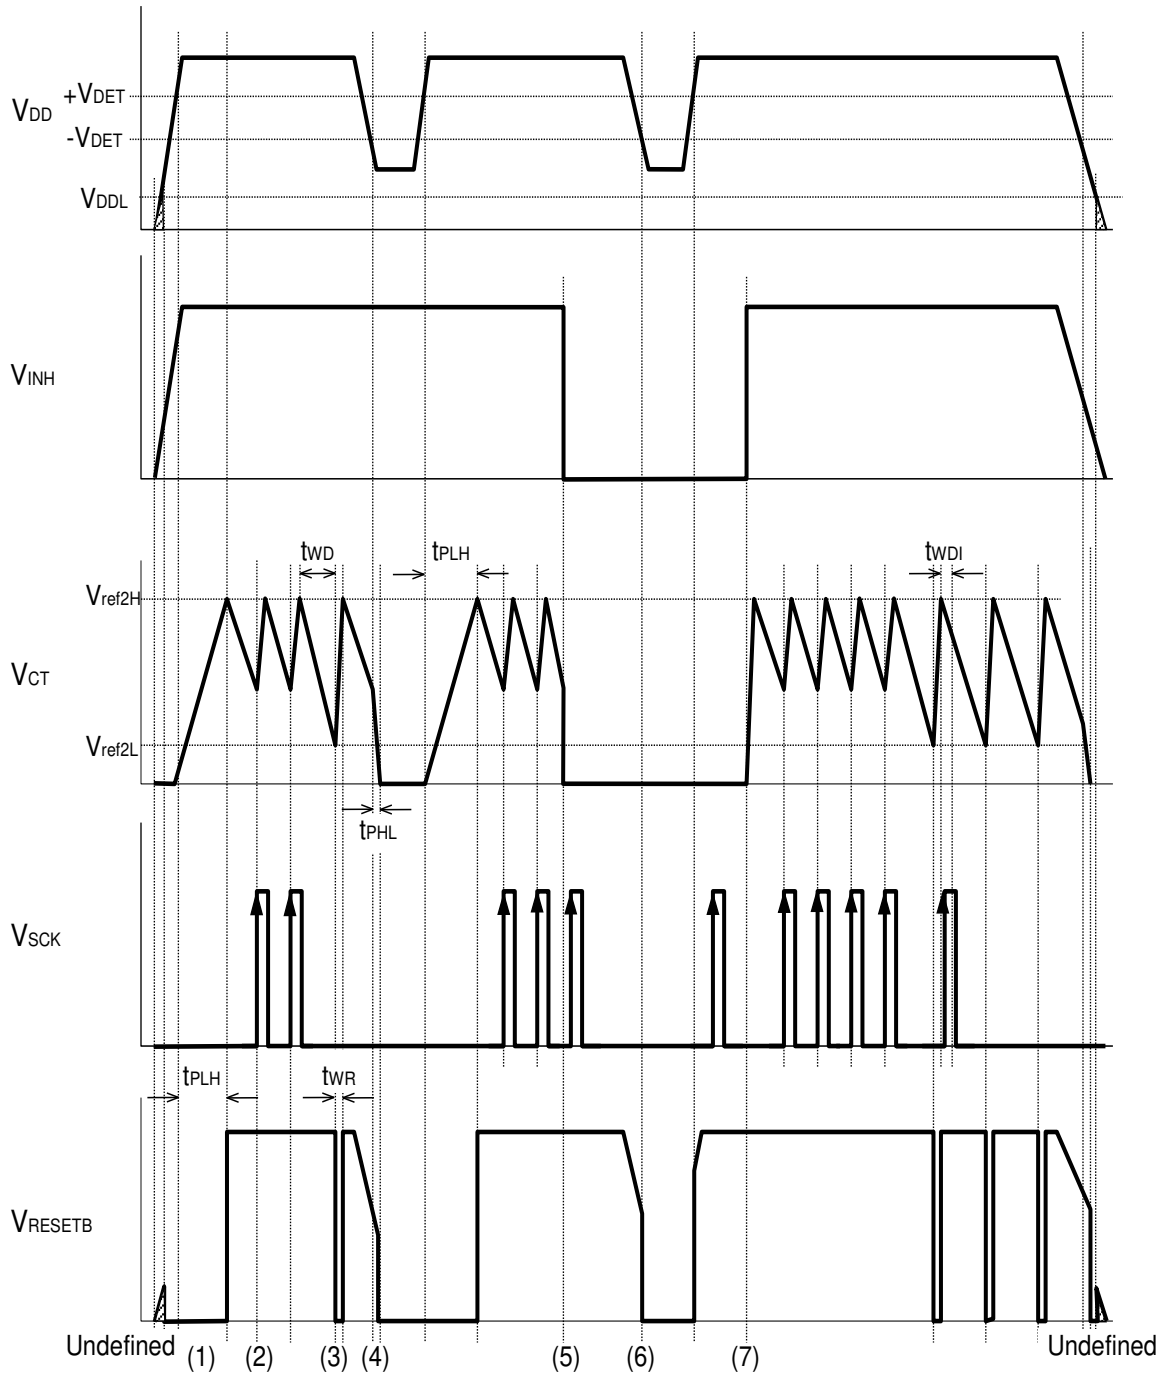 +VDET
VDD
-VDET
VDDL
VINH
tWD
tPLH
tWDI
Vref2H
VCT
Vref2L
tPHL
VSCK
tPLH
tWR
VRESETB
Undefined (1) (2) (3) (4) (5) (6) (7) Undefined